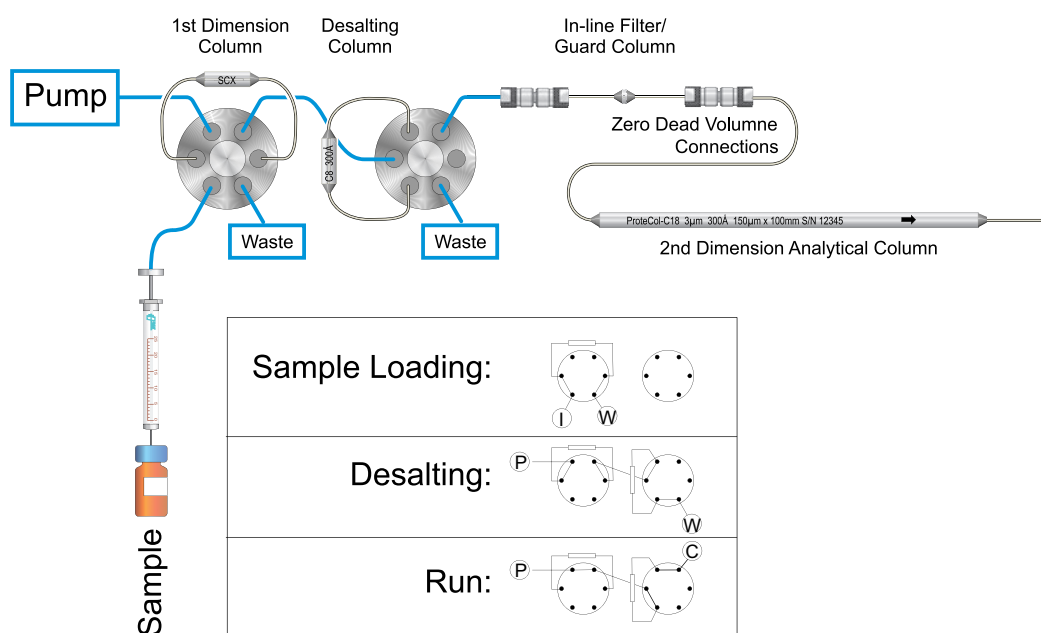 1st Dimension
Column
Desalting
Column
In-line Filter/
Guard Column
Pump
SCX
C8 300Å
Zero Dead Volumne
Connections
ProteCol-C18 3µm 300Å 150µm x 100mm S/N 12345
2nd Dimension Analytical Column
Waste
Waste
Sample
Sample Loading:
I
W
Desalting:
P
W
Run:
P
C